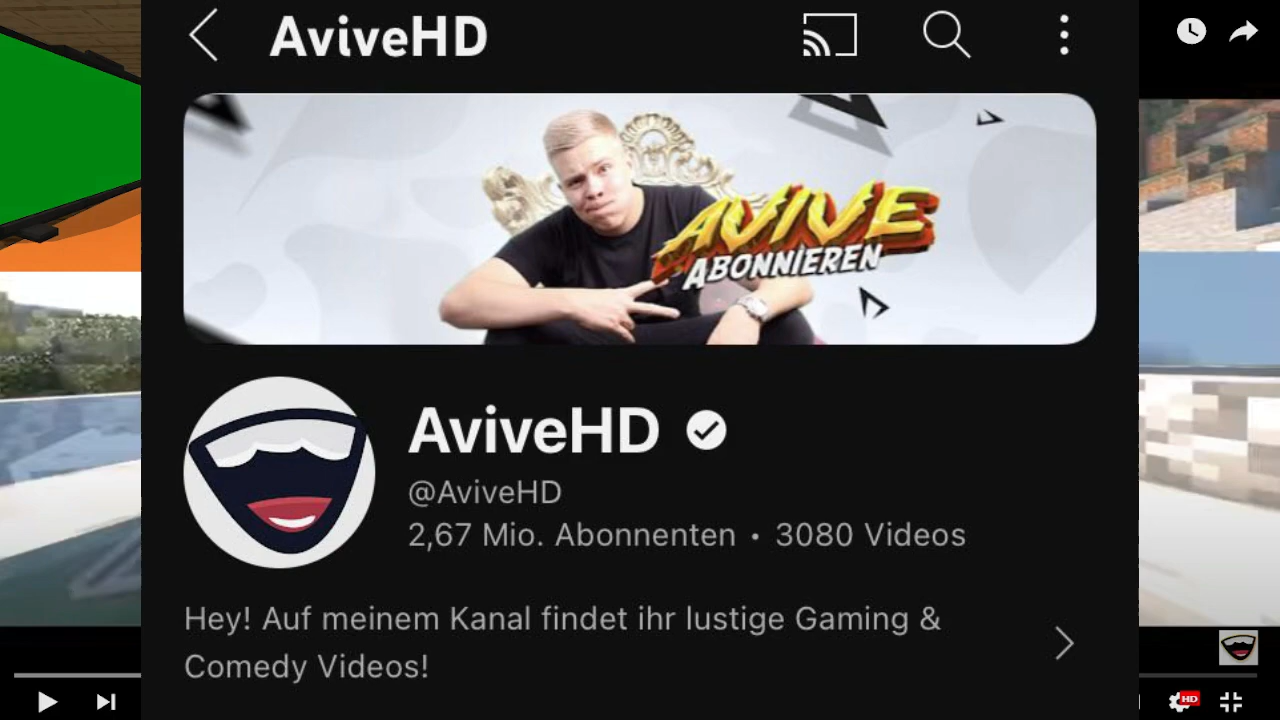 AviveHD
AVIVE
ABONNIEREN
AviveHD
@AviveHD
2,67 Mio. Abonnenten • 3080 Videos
Hey! Auf meinem Kanal findet ihr lustige Gaming &
Comedy Videos!
HD